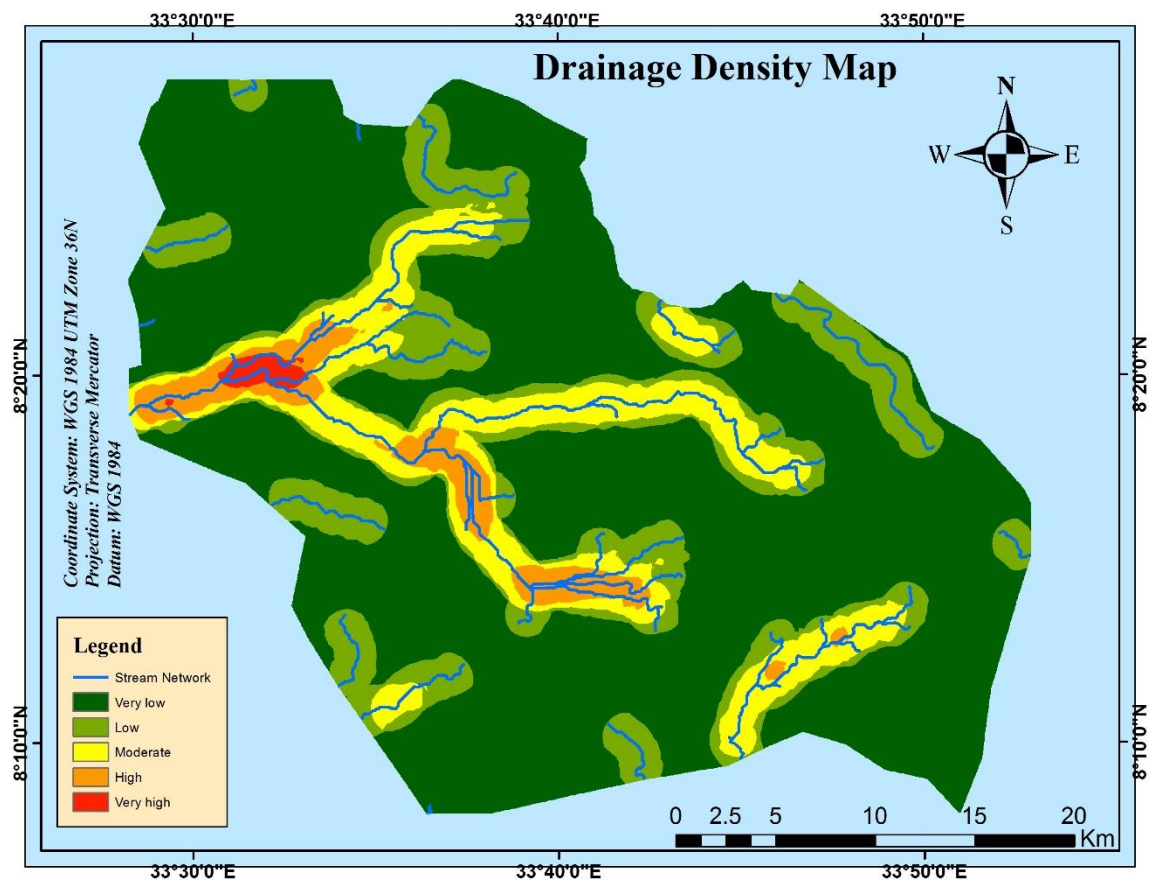 33°30'0"E
33°40'0"E
33°50'0"E
Drainage Density Map
N
W
E
S
8°20'0"N
8°20'0"N
Coordinate System: WGS 1984 UTM Zone 36N
Projection: Transverse Mercator
Datum: WGS 1984
Legend
Stream Network
Very low
Low
Moderate
High
Very high
8°10'0"N
8°10'0"N
0 2.5 5 10 15 20
Km
33°30'0"E
33°40'0"E
33°50'0"E